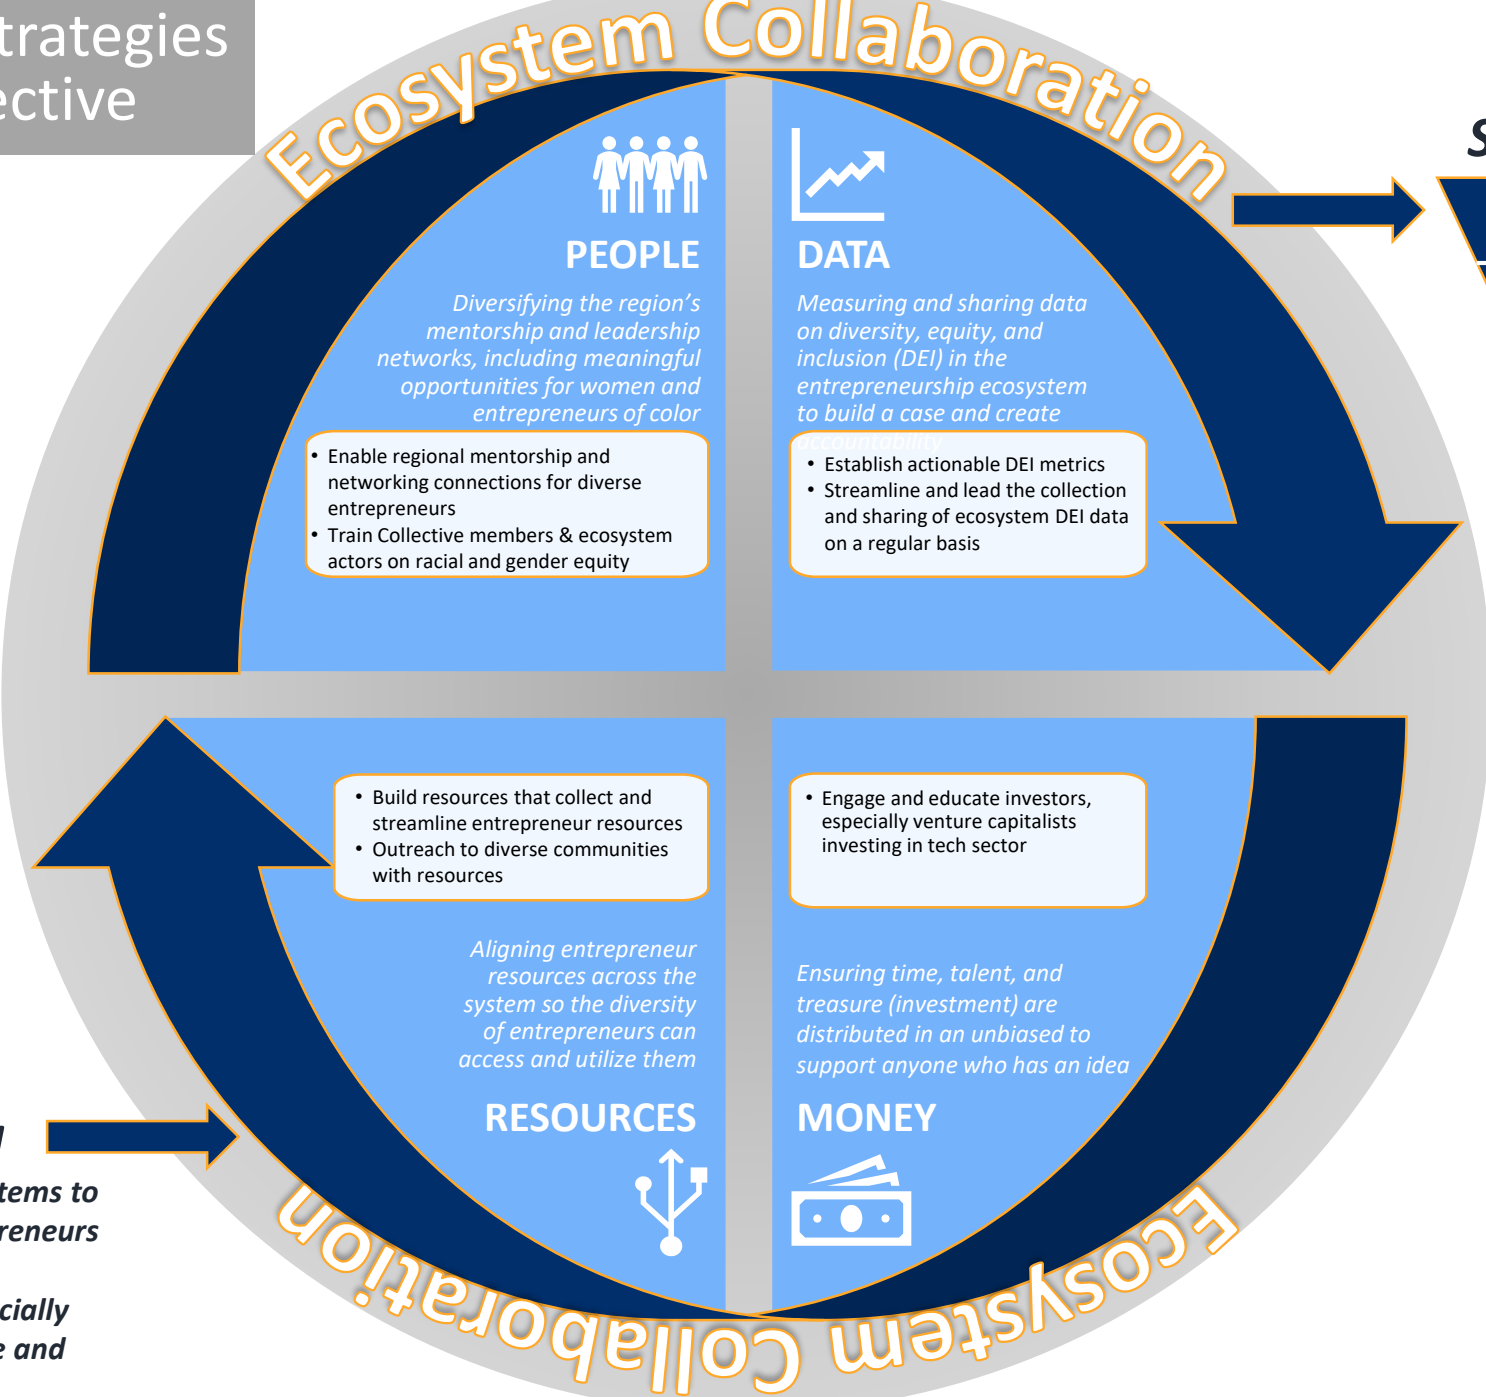 trategies
ective
Ecosystem Collaboration
S
PEOPLE
Diversifying the region's
mentorship and leadership
networks, including meaningful
opportunities for women and
entrepreneurs of color
• Enable regional mentorship and
networking connections for diverse
entrepreneurs
• Train Collective members & ecosystem
actors on racial and gender equity
DATA
Measuring and sharing data
on diversity, equity, and
inclusion (DEI) in the
entrepreneurship ecosystem
to build a case and create
accountability
• Establish actionable DEI metrics
• Streamline and lead the collection
and sharing of ecosystem DEI data
on a regular basis
• Build resources that collect and
streamline entrepreneur resources
• Outreach to diverse communities
with resources
Aligning entrepreneur
resources across the
system so the diversity
of entrepreneurs can
access and utilize them
RESOURCES
• Engage and educate investors,
especially venture capitalists
investing in tech sector
Ensuring time, talent, and
treasure (investment) are
distributed in an unbiased to
support anyone who has an idea
MONEY
tems to
reneurs
cially
e and
Ecosystem Collaboration